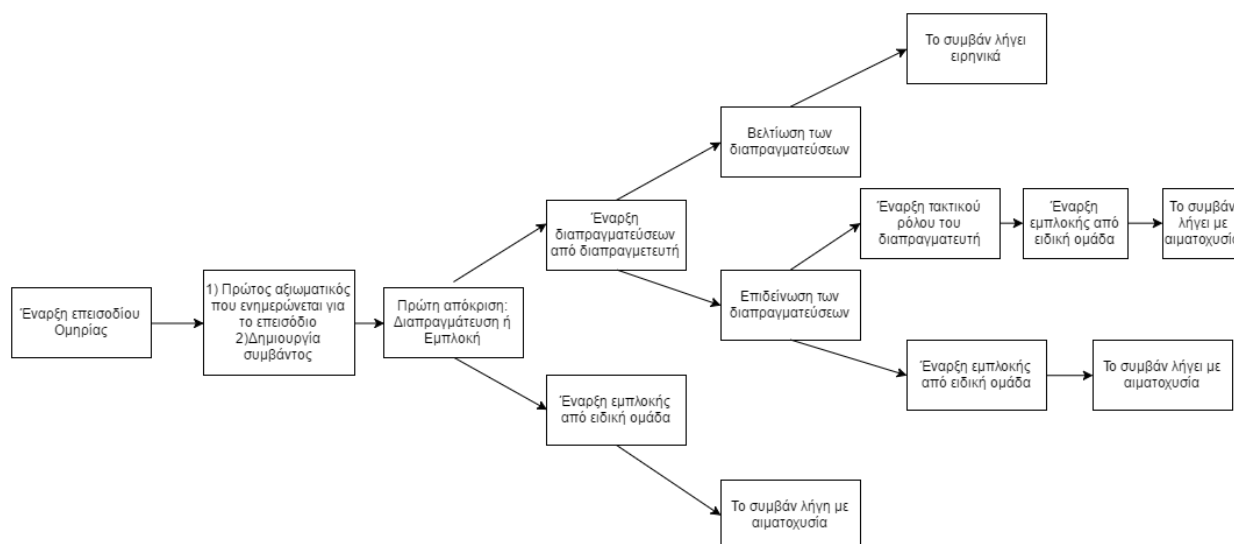 Έναρξη επεισοδίου
Ομηρίας
1) Πρώτος αξιωματικός
που ενημερώνεται για
το επεισόδιο
2)Δημιουργία
συμβάντος
Πρώτη απόκριση:
Διαπραγμάτευση ή
Εμπλοκή
Έναρξη
διαπραγματεύσεων
από διαπραγμετευτή
Έναρξη εμπλοκής
από ειδική ομάδα
Βελτίωση των
διαπραγματεύσεων
Το συμβάν λήγει
ειρηνικά
Επιδείνωση των
διαπραγματεύσεων
Έναρξη τακτικού
ρόλου του
διαπραγματευτή
Έναρξη
εμπλοκής από
ειδική ομάδα
Το συμβάν
λήγει με
αιματοχυσία
Έναρξη εμπλοκής
από ειδική ομάδα
Το συμβάν λήγει με
αιματοχυσία
Το συμβάν λήγη με
αιματοχυσία